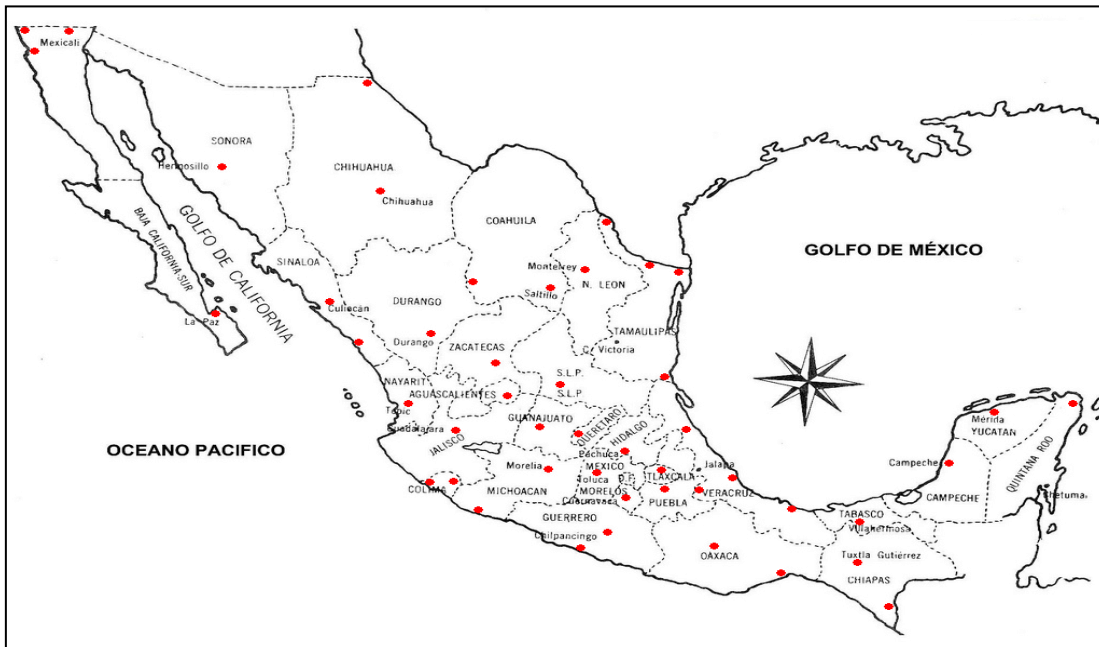 Mexicali
SONORA
Hermosillo
CHIHUAHUA
Chihuahua
COAHUILA
BAJA CALIFORNIA-SUR
GOLFO DE CALIFORNIA
GOLFO DE MÉXICO
SINALOA
Monterrey
N. LEON
Saltillo
DURANGO
Culiacán
La Paz
TAMAULIPAS
Durango
ZACATECAS
C. Victoria
S.L.P.
S.L.P
NAYARIT
AGUASCALIENTES
Tepic
GUANAJUATO
QUERETARO
HIDALGO
Guadalajara
JALISCO
OCEANO PACIFICO
Pachuca
Mérida
YUCATAN
QUINTANA ROO
Morelia
MEXICO
Toluca
D.F.
TLAXCALA
Jalapa
Campeche
COLIMA
MICHOACAN
MORELOS
Cuernavaca
PUEBLA
VERACRUZ
CAMPECHE
Chetumal
GUERRERO
Chilpancingo
TABASCO
Villahermosa
OAXACA
Tuxtla Gutiérrez
CHIAPAS